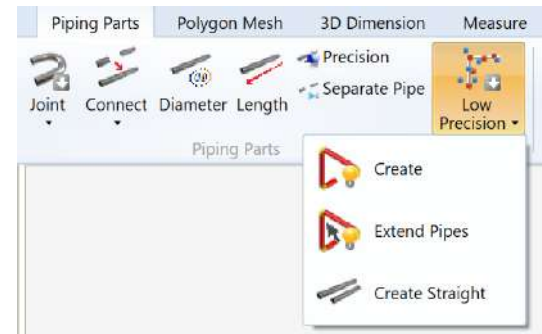 Piping Parts
Polygon Mesh
3D Dimension
Measure
Joint
Connect
Diameter
Length
Precision
Separate Pipe
Low
Precision
Piping Parts
Create
Extend Pipes
Create Straight